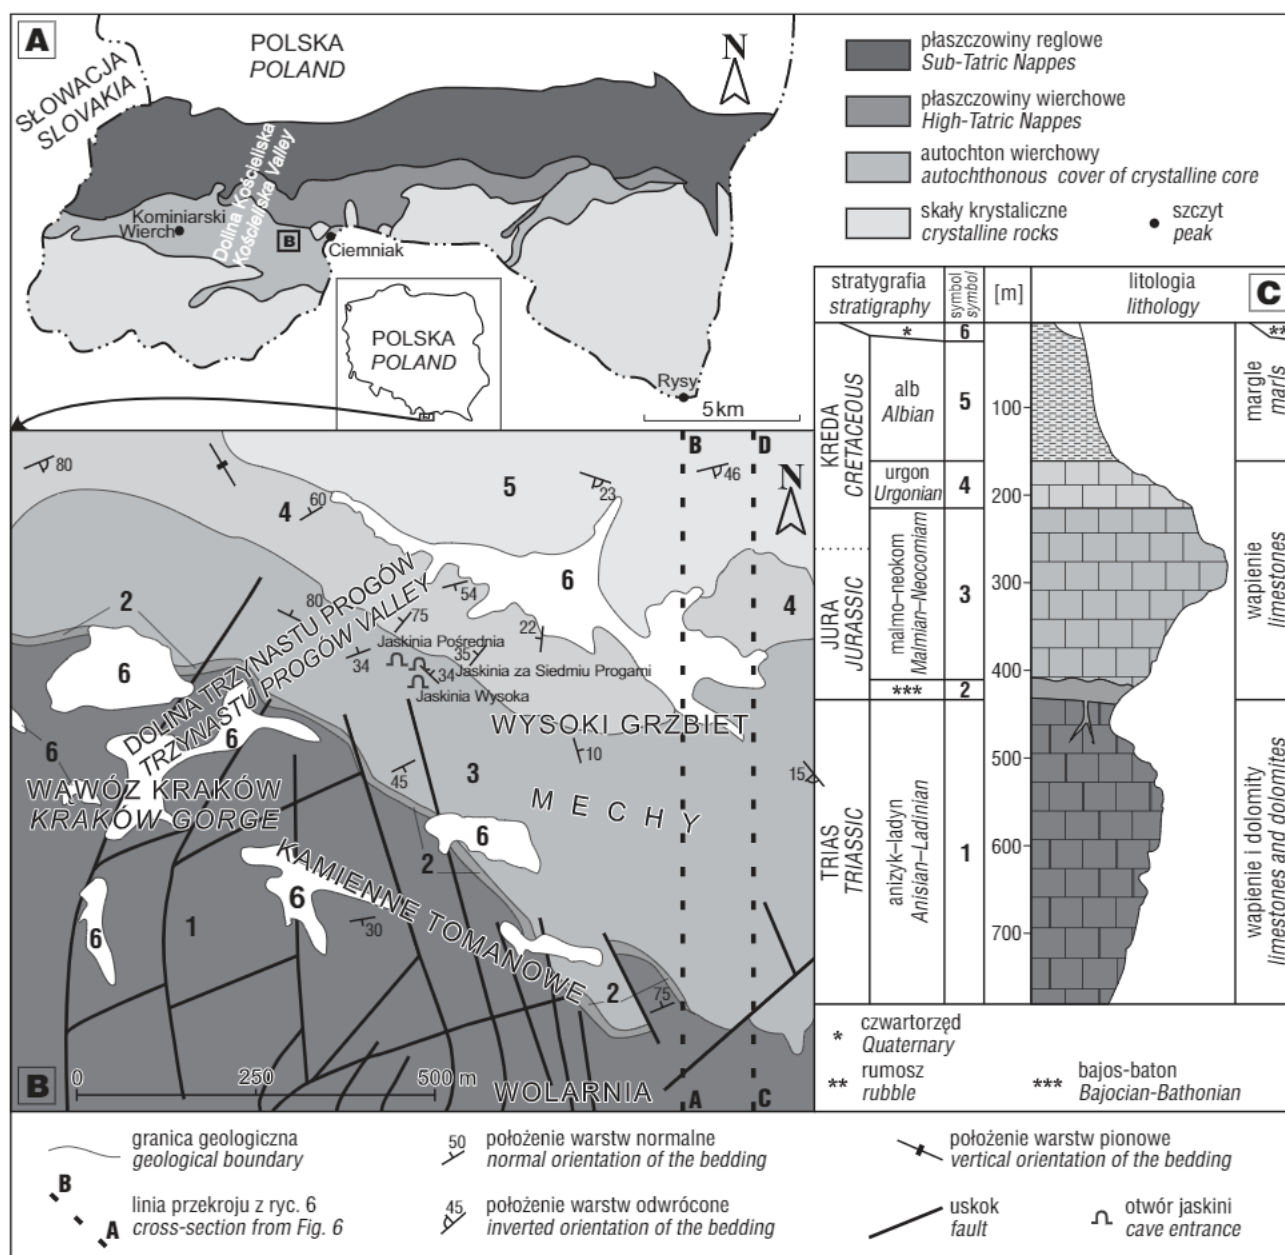 A
POLSKA
POLAND
SŁOWACJA
SLOVAKIA
N
Dolina Kościeliska
Kościeliska Valley
Kominiarski
Wierch
B
Ciemniak
POLSKA
POLAND
Rysy
5 km
płaszczowiny reglowe
Sub-Tatric Nappes
płaszczowiny wierchowe
High-Tatric Nappes
autochton wierchowy
autochthonous cover of crystalline core
skały krystaliczne
crystalline rocks
szczyt
peak
C
stratygrafia
stratigraphy
symbol
symbol
[m]
litologia
lithology
*
6
**
KREDA
CRETACEOUS
alb
Albian
5
100
margle
marls
urgon
Urgonian
4
200
JURA
JURASSIC
malmo–neokom
Malmian–Neocomiam
3
300
400
wapienie
limestones
***
2
TRIAS
TRIASSIC
anizyk–ladyn
Anisian–Ladinian
1
500
600
700
wapienie i dolomity
limestones and dolomites
* czwartorzęd
Quaternary
** rumosz
rubble
*** bajos-baton
Bajocian-Bathonian
B
D
N
80
5
46
23
60
4
6
4
2
80
54
75
22
DOLINA TRZYNASTU PROGÓW
TRZYNASTU PROGÓW VALLEY
Jaskinia Pośrednia
34
35
Jaskinia za Siedmiu Progami
34
Jaskinia Wysoka
6
WYSOKI GRZBIET
6
6
10
15
WĄWÓZ KRAKÓW
KRAKÓW GORGE
45
3
MECHY
6
2
KAMIENNE TOMANOWE
6
6
1
30
2
75
B
0
250
500 m
WOLARNIA
A
C
granica geologiczna
geological boundary
B
A
linia przekroju z ryc. 6
cross-section from Fig. 6
50
położenie warstw normalne
normal orientation of the bedding
45
położenie warstw odwrócone
inverted orientation of the bedding
położenie warstw pionowe
vertical orientation of the bedding
uskok
fault
otwór jaskini
cave entrance